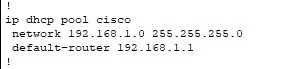 !
ip dhcp pool cisco
 network 192.168.1.0 255.255.255.0
 default-router 192.168.1.1
!